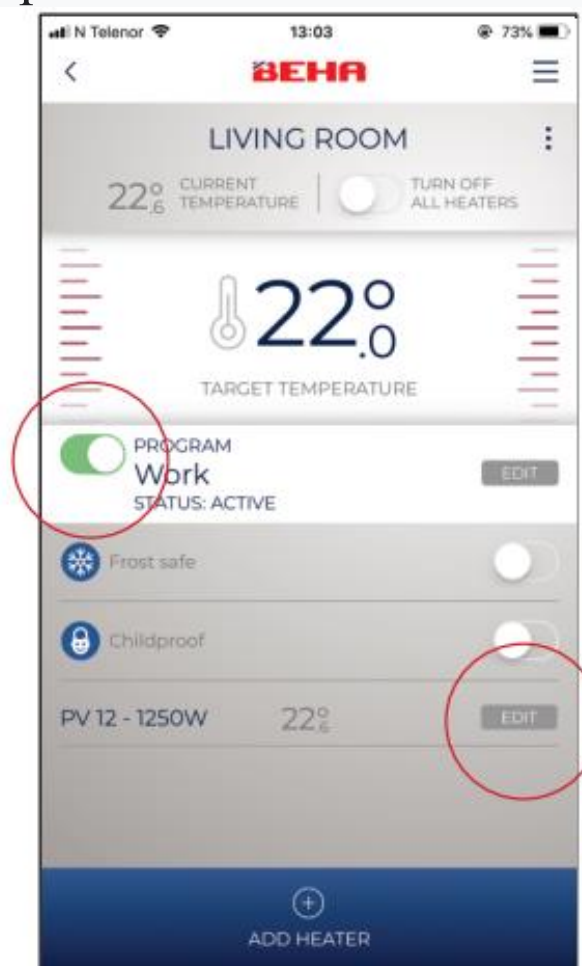 N Telenor 13:03 73%
BEHA
LIVING ROOM
22°.6 CURRENT TEMPERATURE
TURN OFF ALL HEATERS
22°.0
TARGET TEMPERATURE
PROGRAM
Work
STATUS: ACTIVE
EDIT
Frost safe
Childproof
PV 12 - 1250W 22°.6 EDIT
ADD HEATER